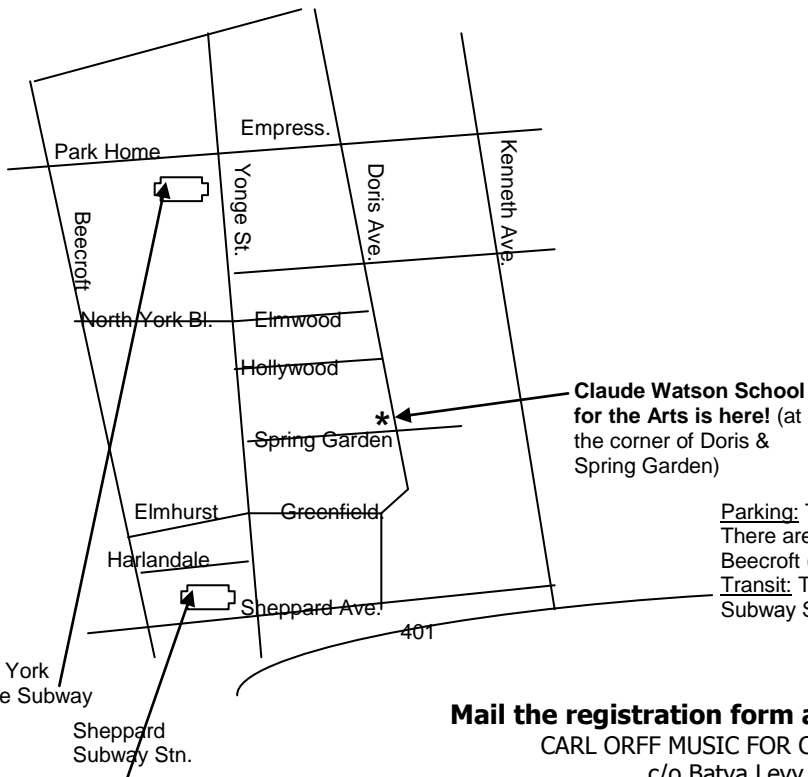 Empress.
Park Home
Yonge St.
Doris Ave.
Kenneth Ave.
Beecroft
North York Bl.
Elmwood
Hollywood
Claude Watson School
for the Arts is here! (at
the corner of Doris &
Spring Garden)
*
Spring Garden
Elmhurst
Greenfield.
Parking:
There are
Beecroft
Transit:
Subway
Harlandale
Sheppard Ave.
401
York
Subway
Sheppard
Subway Stn.
Mail the registration form
CARL ORFF MUSIC FOR
c/o Batya Levy